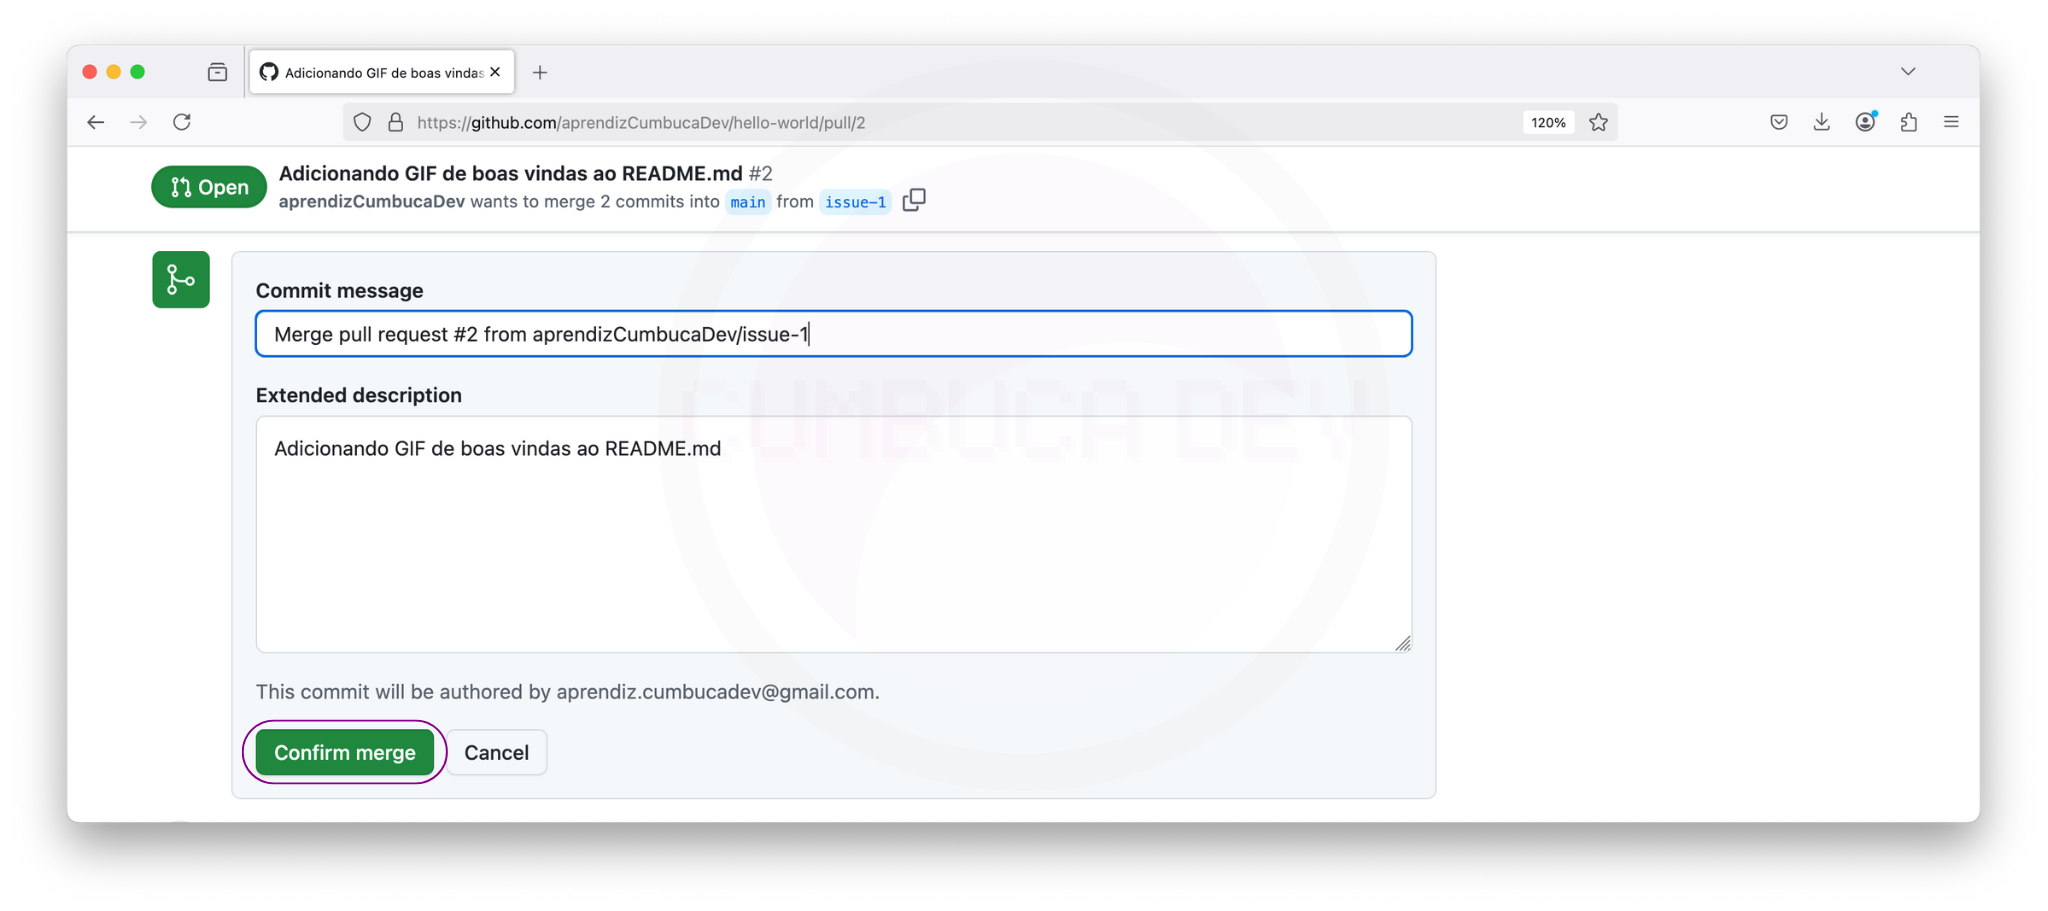 Adicionando GIF de boas vindas
https://github.com/aprendizCumbucaDev/hello-world/pull/2
120%
Open
Adicionando GIF de boas vindas ao README.md #2
aprendizCumbucaDev wants to merge 2 commits into main from issue-1
Commit message
Merge pull request #2 from aprendizCumbucaDev/issue-1
CUMBUCA DEV
Extended description
Adicionando GIF de boas vindas ao README.md
This commit will be authored by aprendiz.cumbucadev@gmail.com.
Confirm merge
Cancel